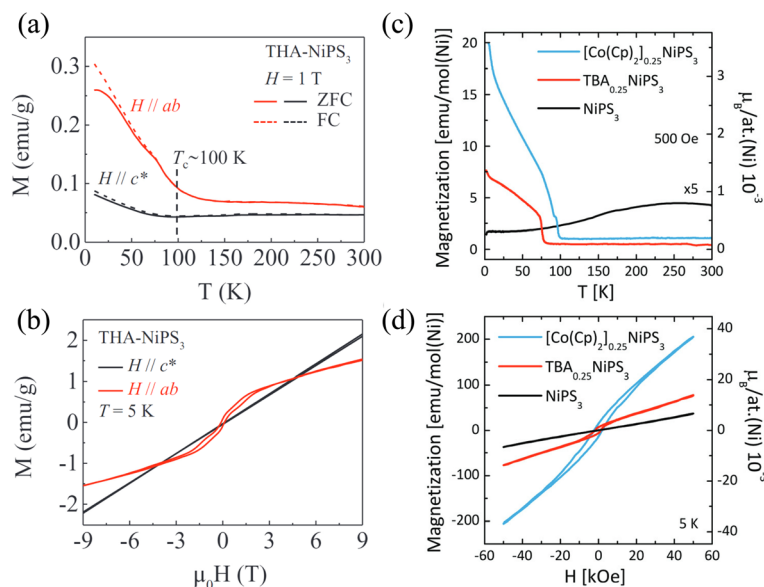 (a)
THA-NiPS3
H = 1 T
ZFC
FC
H // ab
Tc~100 K
H // c*
M (emu/g)
0.3
0.2
0.1
0.0
0 50 100 150 200 250 300
T (K)
(c)
[Co(Cp)2]0.25NiPS3
TBA0.25NiPS3
NiPS3
500 Oe
x5
Magnetization [emu/mol(Ni)]
20
15
10
5
0
μB/at.(Ni) 10-3
3
2
1
0
0 50 100 150 200 250 300
T [K]
(b)
THA-NiPS3
H // c*
H // ab
T = 5 K
M (emu/g)
2
1
0
-1
-2
-9 -6 -3 0 3 6 9
μ0H (T)
(d)
[Co(Cp)2]0.25NiPS3
TBA0.25NiPS3
NiPS3
5 K
Magnetization [emu/mol(Ni)]
200
100
0
-100
-200
μB/at.(Ni) 10-3
40
20
0
-20
-40
-60 -40 -20 0 20 40 60
H [kOe]